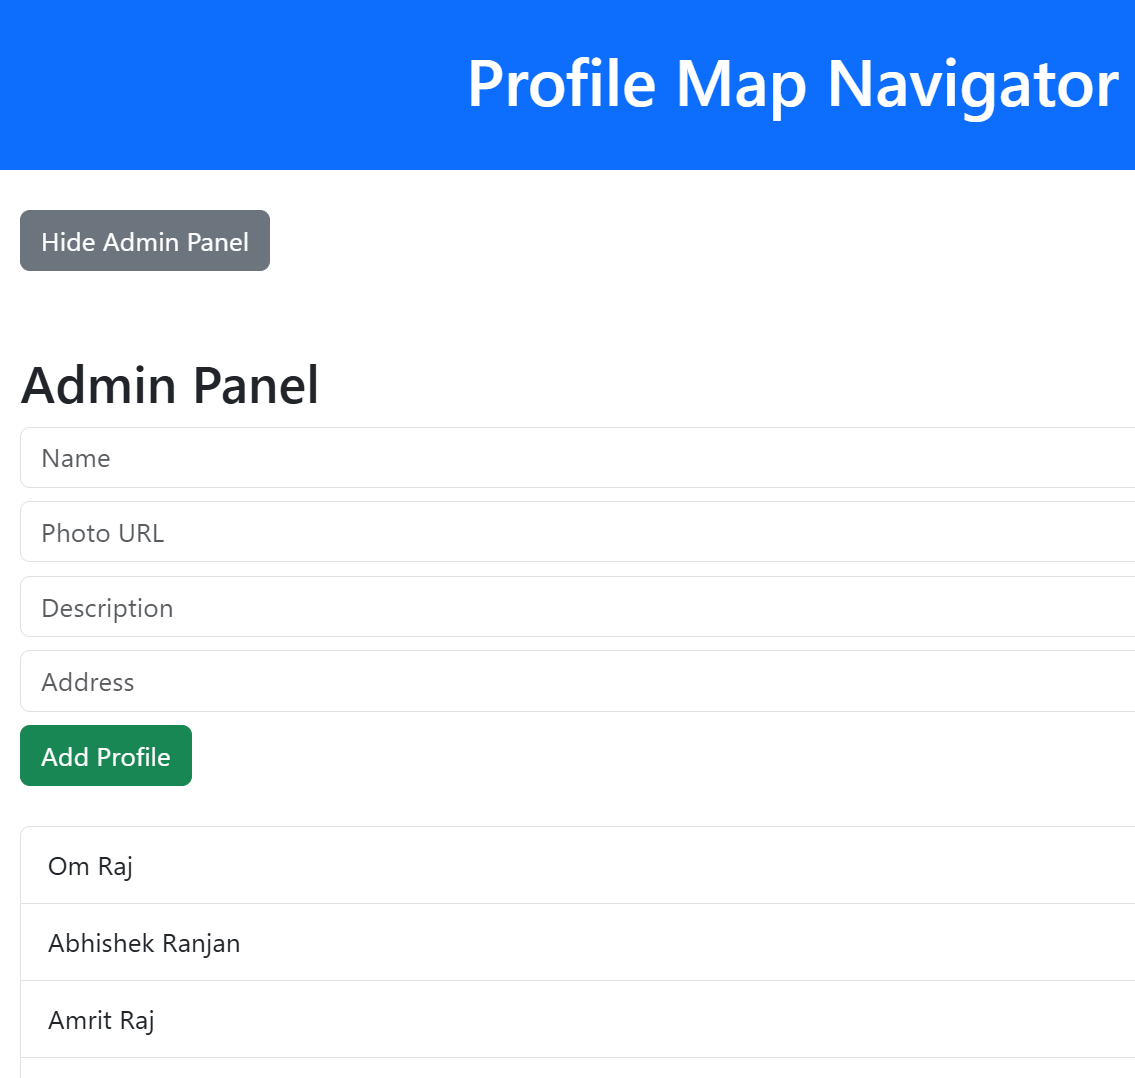 Profile Map Navigator
Hide Admin Panel
Admin Panel
Name
Photo URL
Description
Address
Add Profile
Om Raj
Abhishek Ranjan
Amrit Raj